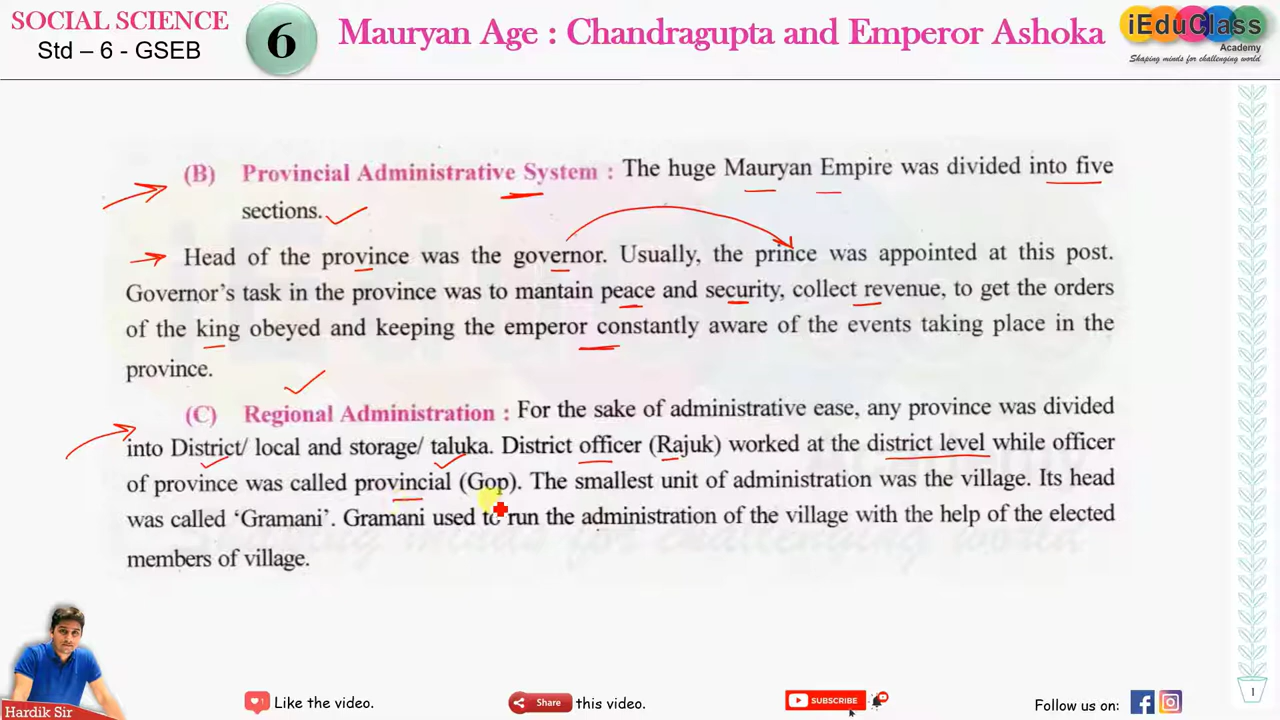 SOCIAL SCIENCE
Std – 6 - GSEB
6
Mauryan Age : Chandragupta and Emperor Ashoka
iEduClass
Academy
Shaping minds for challenging world
(B) Provincial Administrative System : The huge Mauryan Empire was divided into five
sections.
Head of the province was the governor. Usually, the prince was appointed at this post.
Governor's task in the province was to mantain peace and security, collect revenue, to get the orders
of the king obeyed and keeping the emperor constantly aware of the events taking place in the
province.
(C) Regional Administration : For the sake of administrative ease, any province was divided
into District/ local and storage/ taluka. District officer (Rajuk) worked at the district level while officer
of province was called provincial (Gop). The smallest unit of administration was the village. Its head
was called 'Gramani'. Gramani used to run the administration of the village with the help of the elected
members of village.
Shaping minds for challenging world
Hardik Sir
Like the video.
Share this video.
SUBSCRIBE
Follow us on:
1